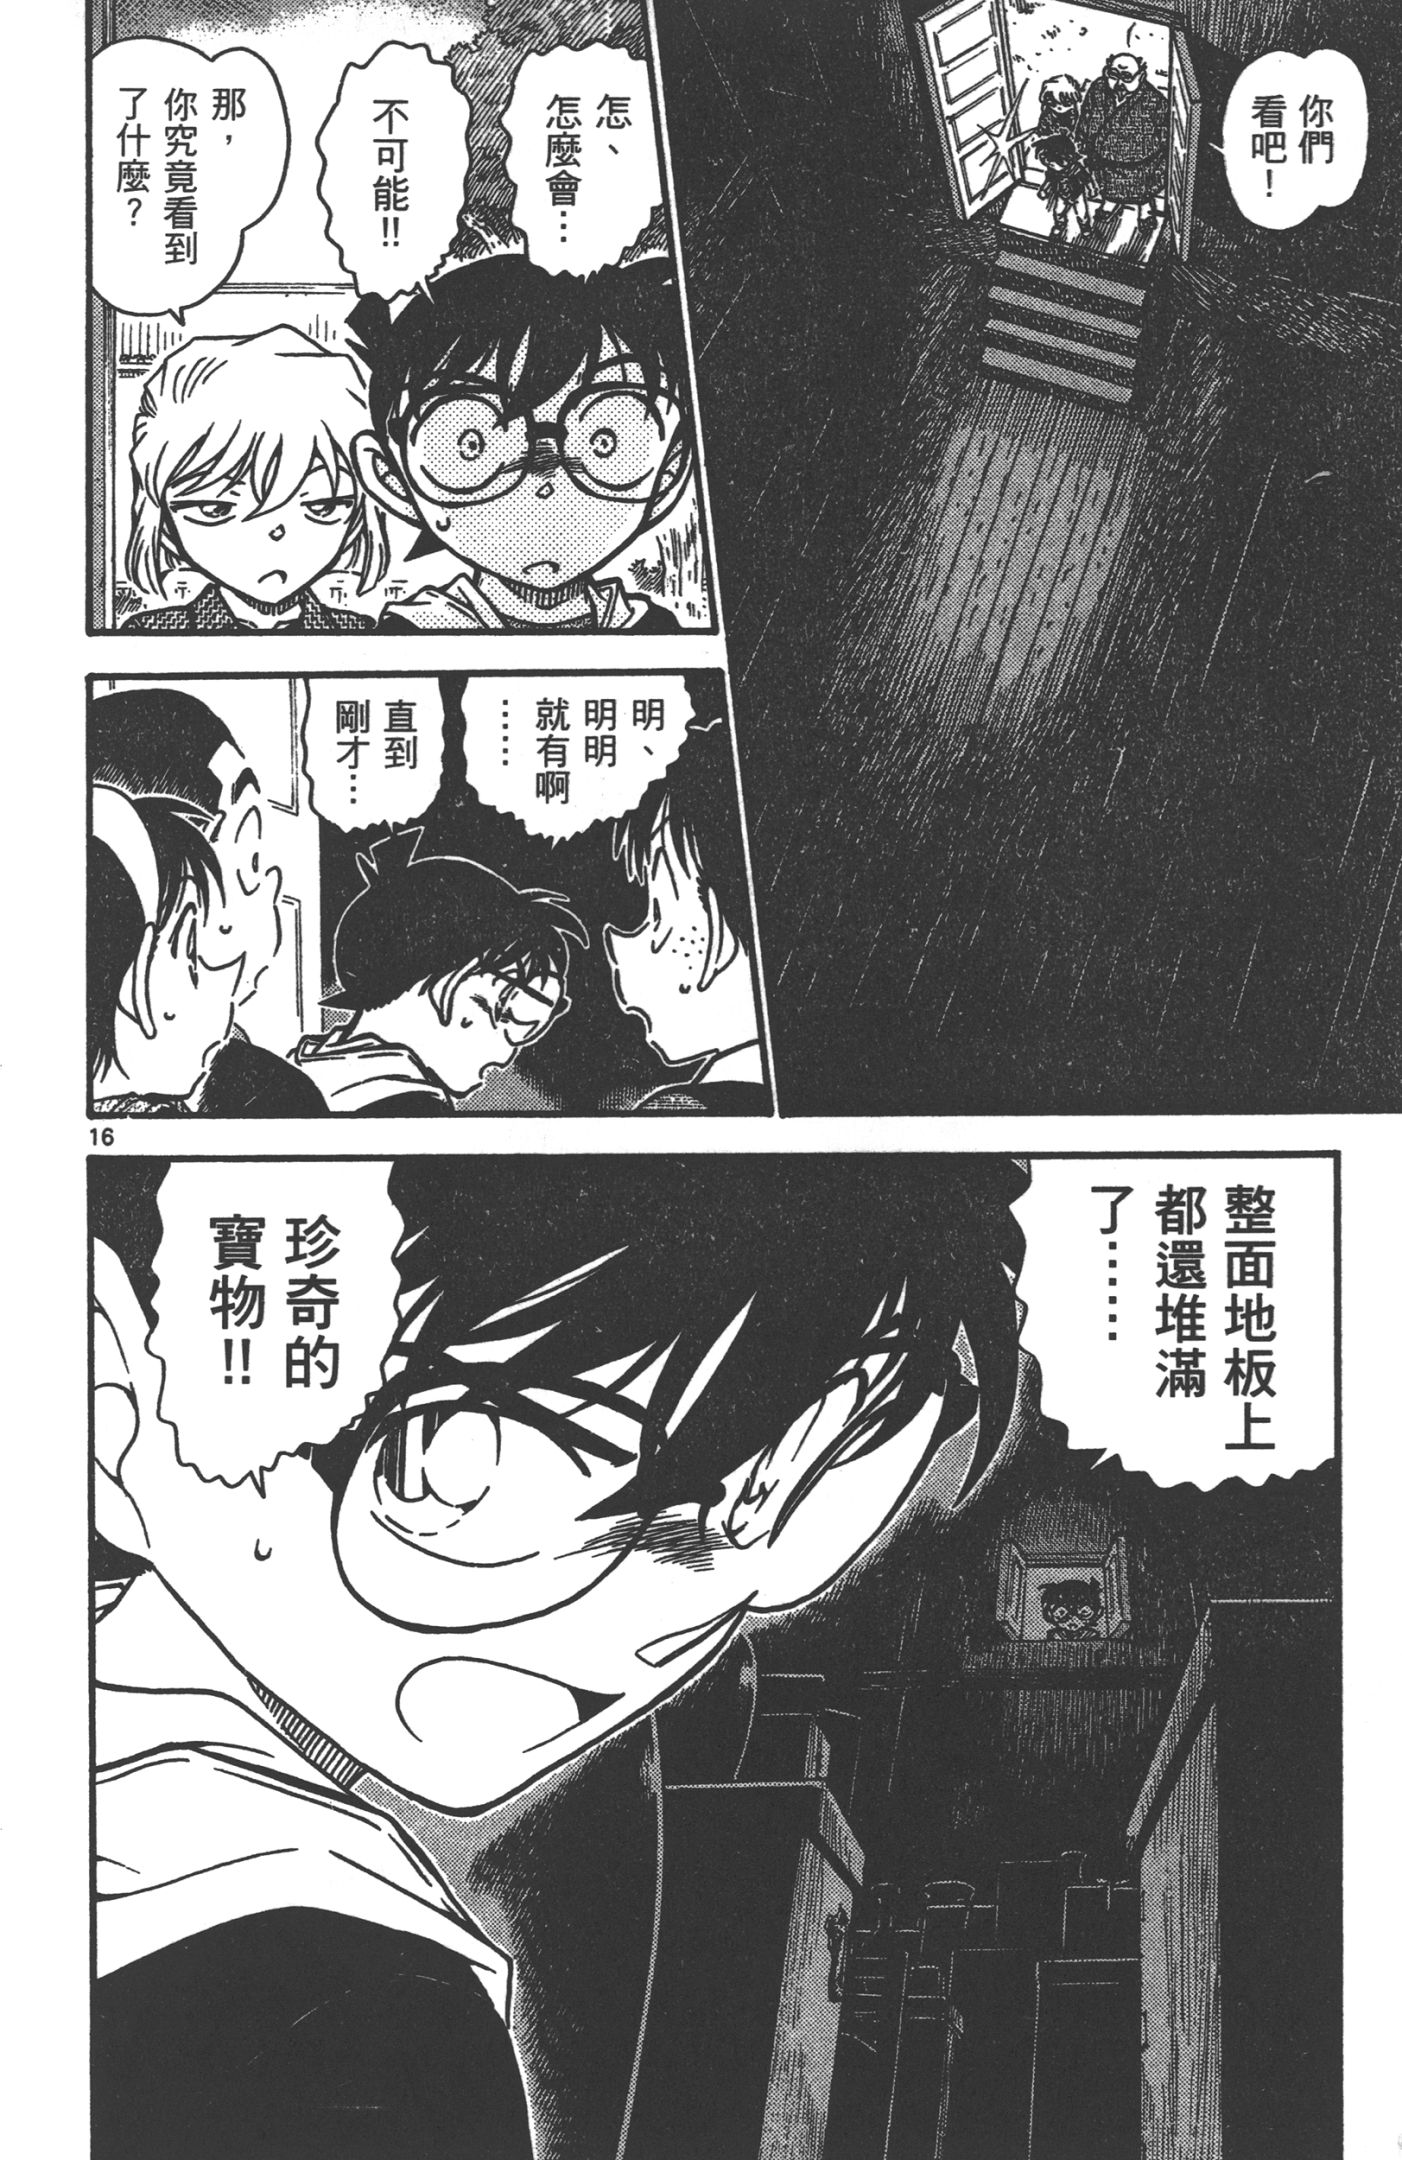 你們
看吧！
怎、
怎麼會…
不可能!!
那，
你究竟看到
了什麼？
明、
明明
就有啊
……
直到
剛才…
16
整面地板上
都還堆滿
了……
珍奇的
寶物!!